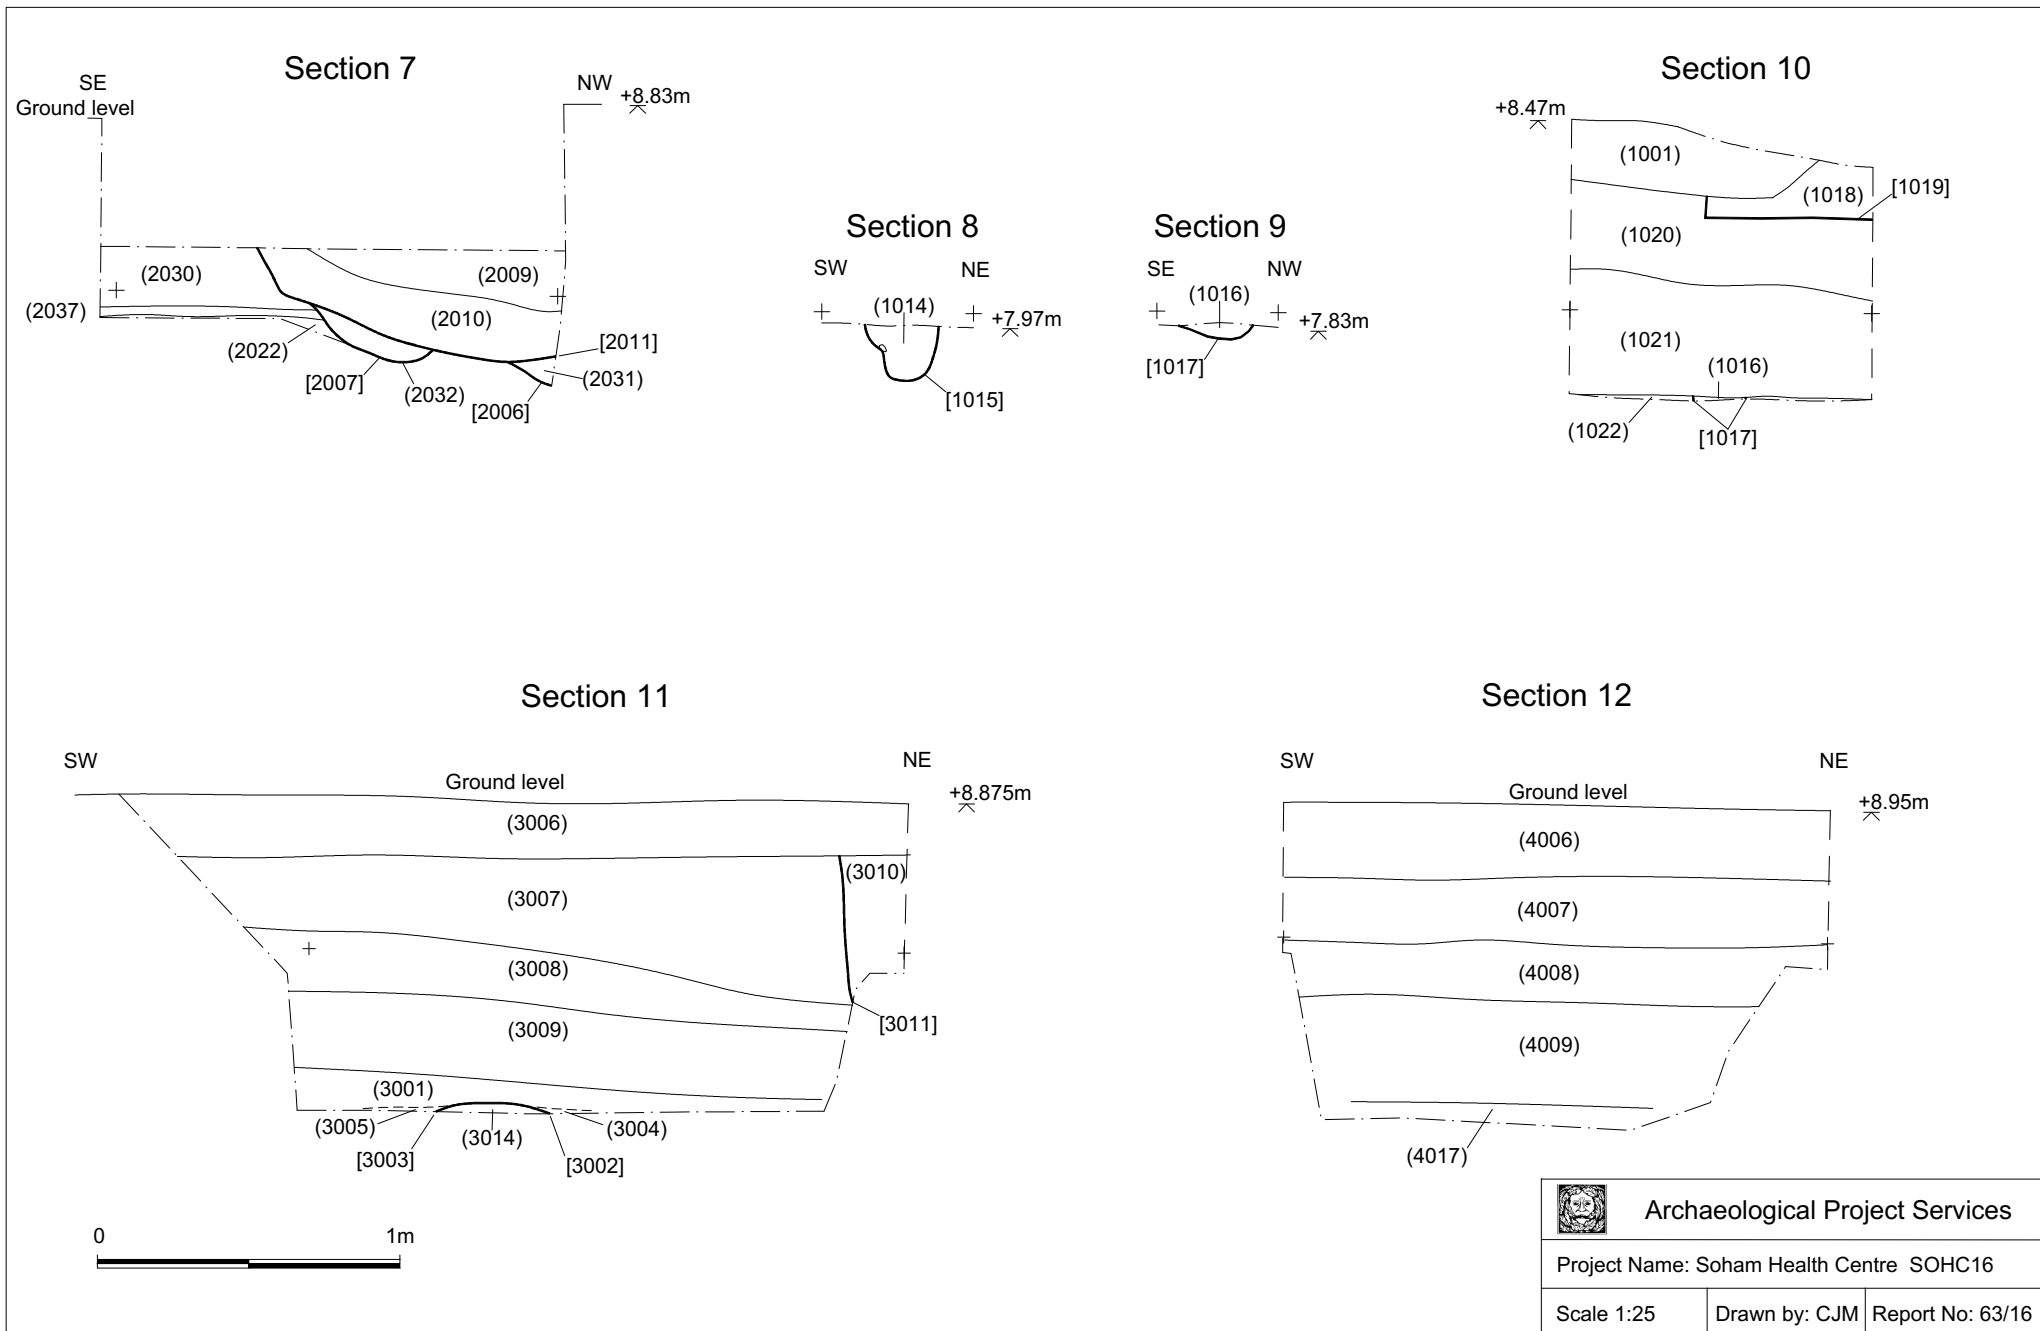 Section 7
SE
Ground level
NW
+8.83m
(2030)
(2009)
(2037)
(2010)
(2022)
[2007]
(2032)
[2006]
[2011]
(2031)
Section 8
SW
NE
(1014)
+7.97m
[1015]
Section 9
SE
NW
(1016)
+7.83m
[1017]
Section 10
+8.47m
(1001)
(1018)
[1019]
(1020)
(1021)
(1016)
(1022)
[1017]
Section 11
SW
NE
Ground level
+8.875m
(3006)
(3010)
(3007)
(3008)
[3011]
(3009)
(3001)
(3005)
(3014)
(3004)
[3003]
[3002]
Section 12
SW
NE
Ground level
+8.95m
(4006)
(4007)
(4008)
(4009)
(4017)
0 1m
Archaeological Project Services
Project Name: Soham Health Centre SOHC16
Scale 1:25
Drawn by: CJM
Report No: 63/16